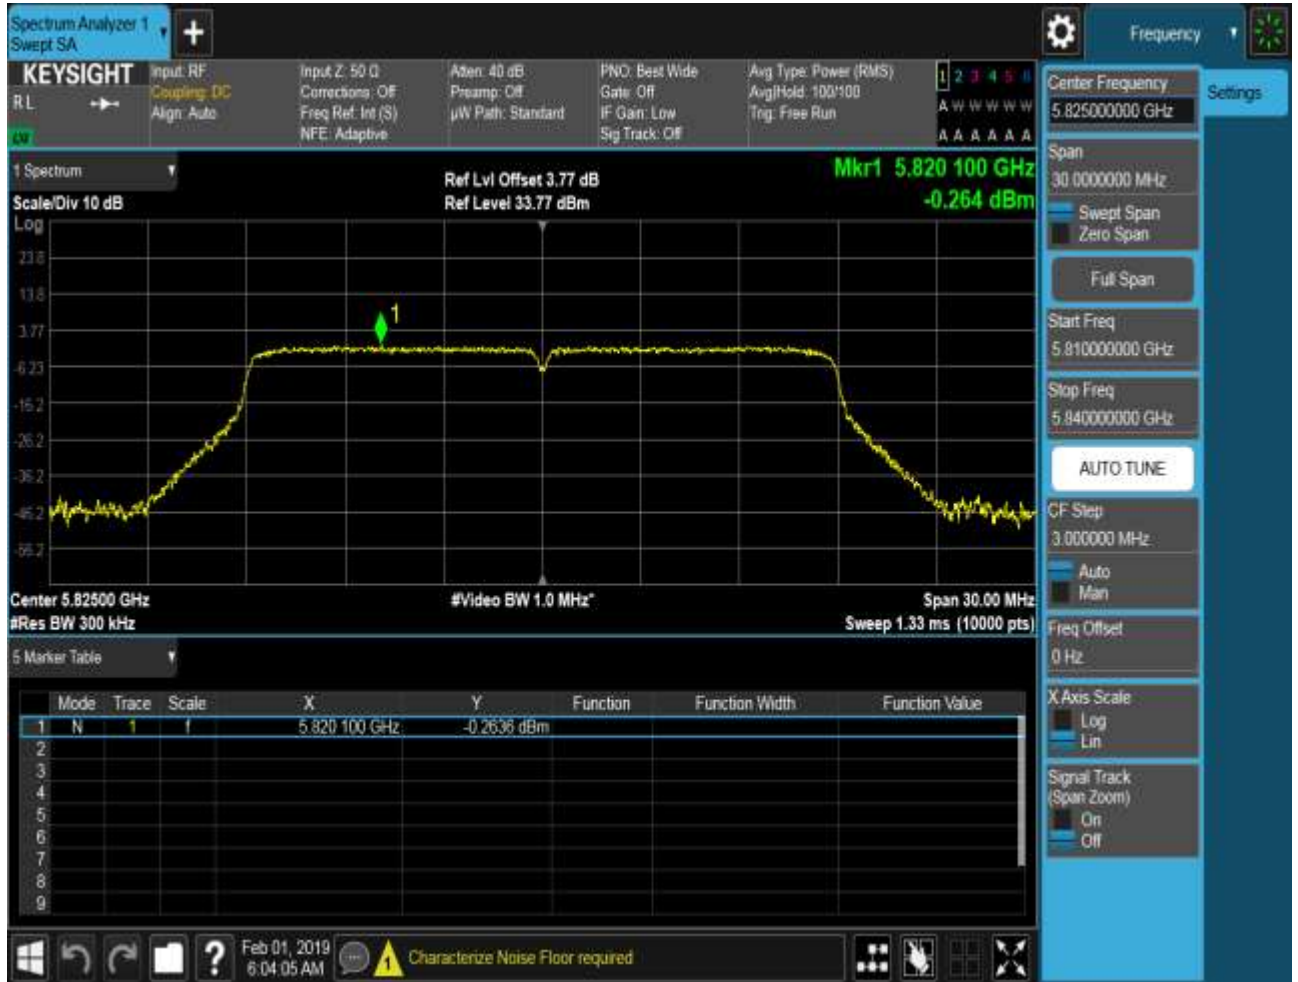 Spectrum Analyzer 1
Swept SA
Frequency
KEYSIGHT
R L
Input: RF
Coupling: DC
Align: Auto
Input Z: 50 Ω
Corrections: Off
Freq Ref: Int (S)
NFE: Adaptive
Atten: 40 dB
Preamp: Off
µW Path: Standard
PNO: Best Wide
Gate: Off
IF Gain: Low
Sig Track: Off
Avg Type: Power (RMS)
Avg|Hold: 100/100
Trig: Free Run
1 2 3 4 5 6
A W W W W W
A A A A A A
1 Spectrum
Scale/Div 10 dB
Log
Ref Lvl Offset 3.77 dB
Ref Level 33.77 dBm
Mkr1 5.820 100 GHz
-0.264 dBm
23.8
13.8
3.77
-6.23
-16.2
-26.2
-36.2
-46.2
-56.2
1
Center 5.82500 GHz
#Res BW 300 kHz
#Video BW 1.0 MHz*
Span 30.00 MHz
Sweep 1.33 ms (10000 pts)
5 Marker Table
Mode Trace Scale X Y Function Function Width Function Value
1 N 1 f 5.820 100 GHz -0.2636 dBm
2
3
4
5
6
7
8
9
Feb 01, 2019
6:04:05 AM
1
Characterize Noise Floor required
Center Frequency
5.825000000 GHz
Settings
Span
30.0000000 MHz
Swept Span
Zero Span
Full Span
Start Freq
5.810000000 GHz
Stop Freq
5.840000000 GHz
AUTO TUNE
CF Step
3.000000 MHz
Auto
Man
Freq Offset
0 Hz
X Axis Scale
Log
Lin
Signal Track
(Span Zoom)
On
Off